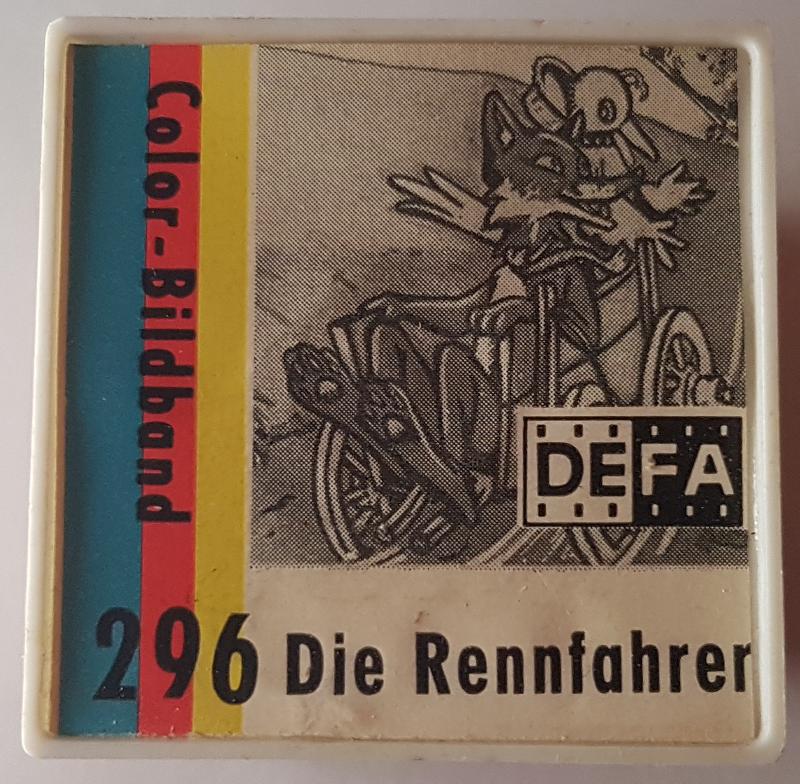 Color-Bildband
DEFA
296 Die Rennfahrer